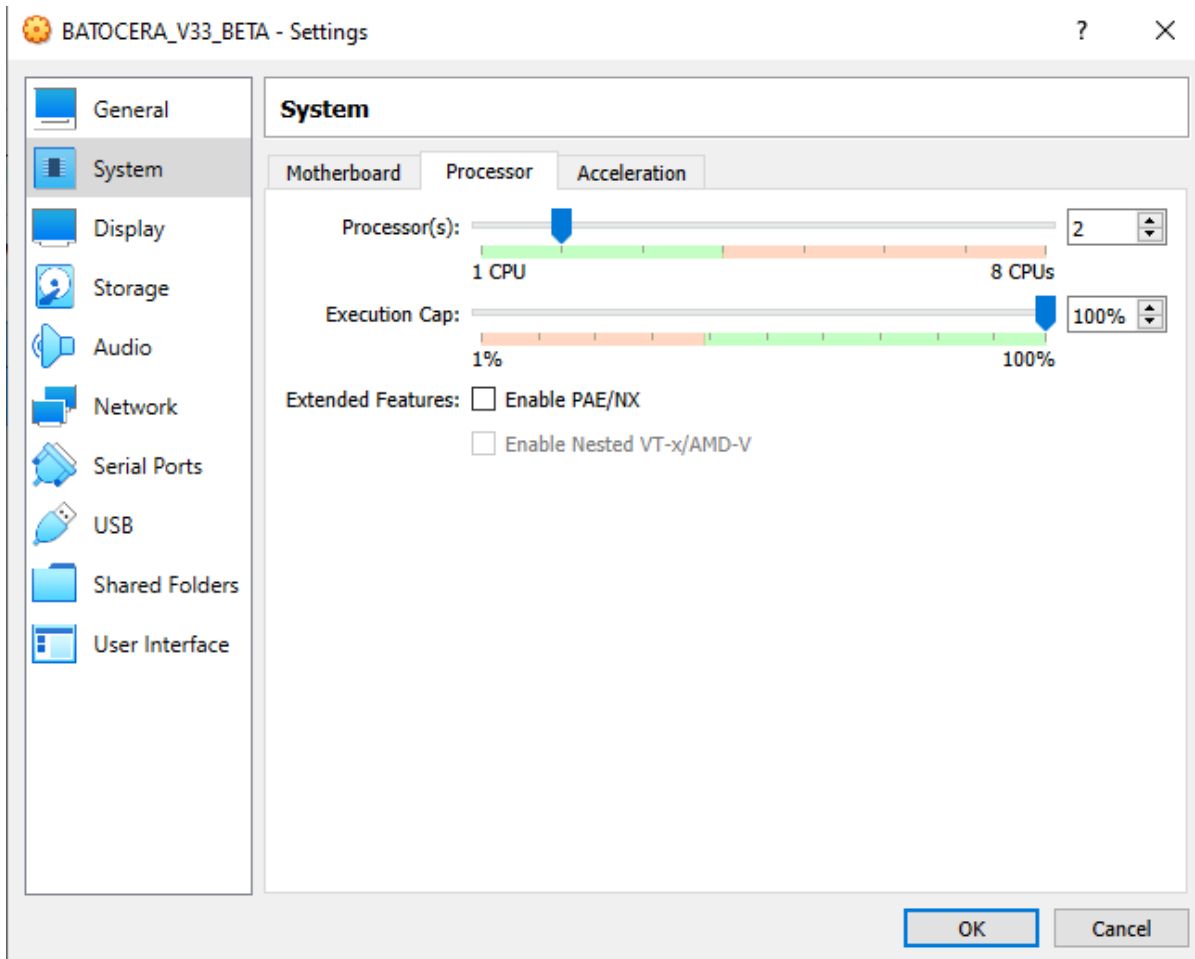 BATOCERA_V33_BETA - Settings ?
General
System
Display
Storage
Audio
Network
Serial Ports
USB
Shared Folders
User Interface
System
Motherboard Processor Acceleration
Processor(s): 2
1 CPU 8 CPUs
Execution Cap: 100%
1% 100%
Extended Features: Enable PAE/NX
Enable Nested VT-x/AMD-V
OK Cancel